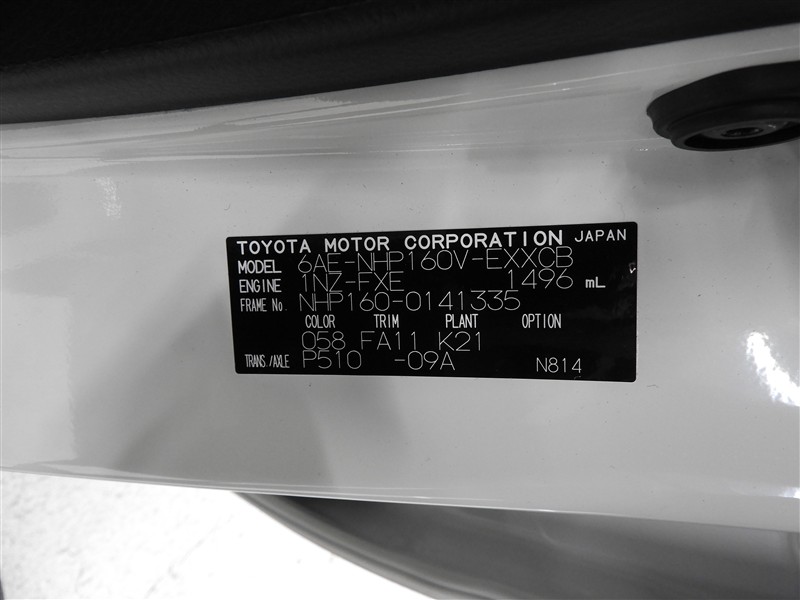 TOYOTA MOTOR CORPORATION JAPAN
MODEL 6AE-NHP160V-EXXCB
ENGINE 1NZ-FXE 1496 mL
FRAME No. NHP160-0141335
COLOR TRIM PLANT OPTION
058 FA11 K21
TRANS./AXLE P510 -09A N814